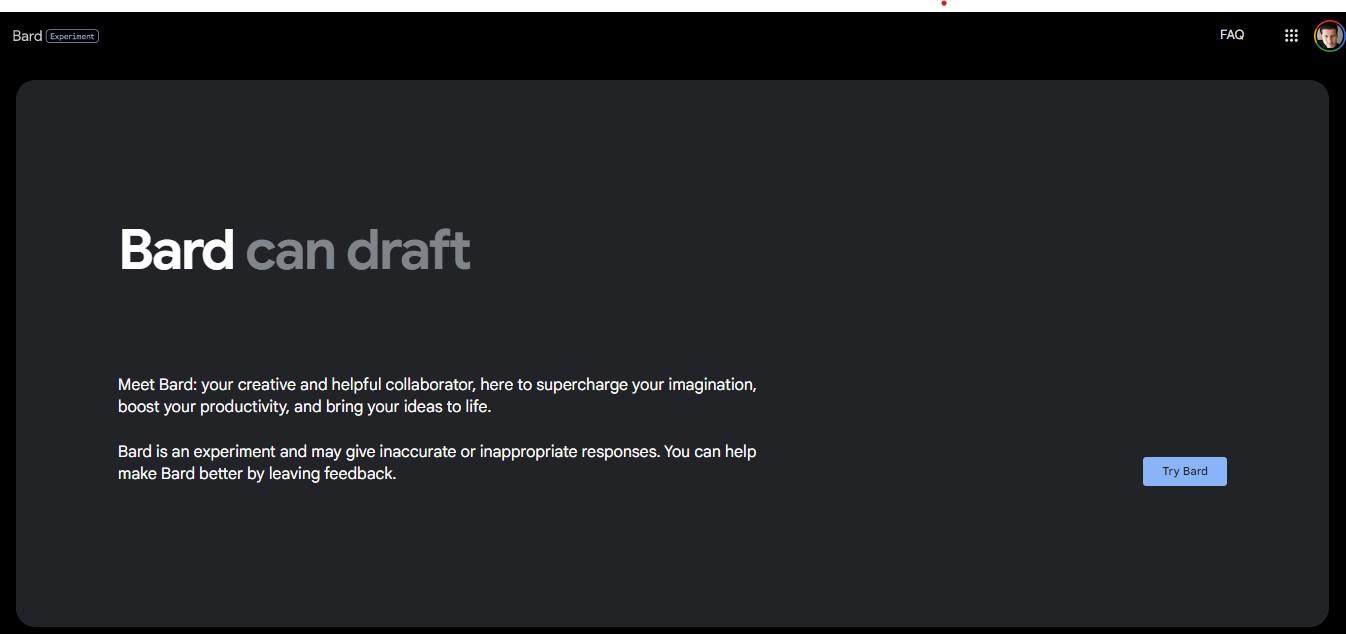 Bard Experiment
FAQ
Bard can draft
Meet Bard: your creative and helpful collaborator, here to supercharge your imagination,
boost your productivity, and bring your ideas to life.
Bard is an experiment and may give inaccurate or inappropriate responses. You can help
make Bard better by leaving feedback.
Try Bard